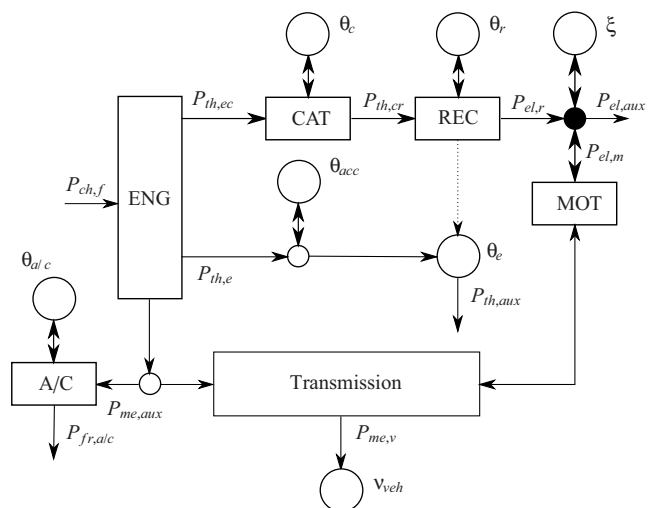 θc θr ξ
Pth,ec Pth,cr Pel,r Pel,aux
CAT REC
Pel,m
θacc
Pch,f ENG MOT
θa/c Pth,e θe
Pth,aux
A/C Transmission
Pme,aux
Pfr,a/c Pme,v
νveh